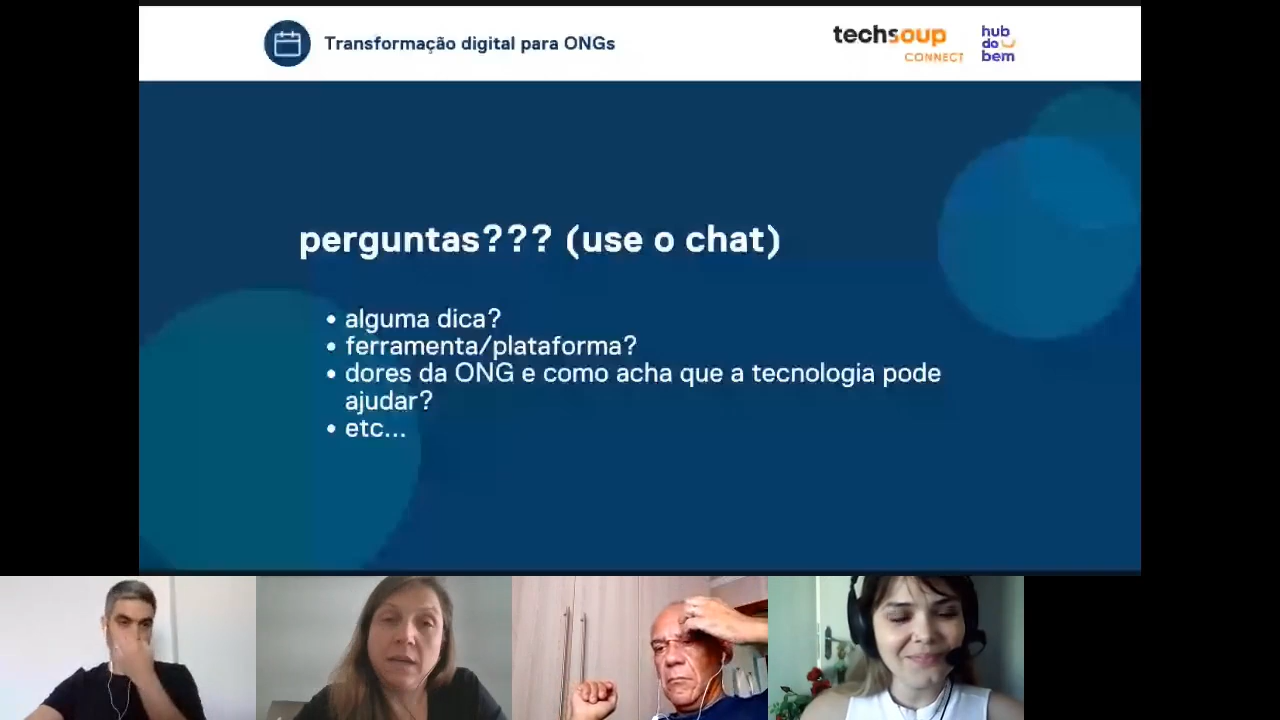 Transformação digital para ONGs
techsoup
CONNECT
hub
do
bem
perguntas??? (use o chat)
• alguma dica?
• ferramenta/plataforma?
• dores da ONG e como acha que a tecnologia pode
ajudar?
• etc...